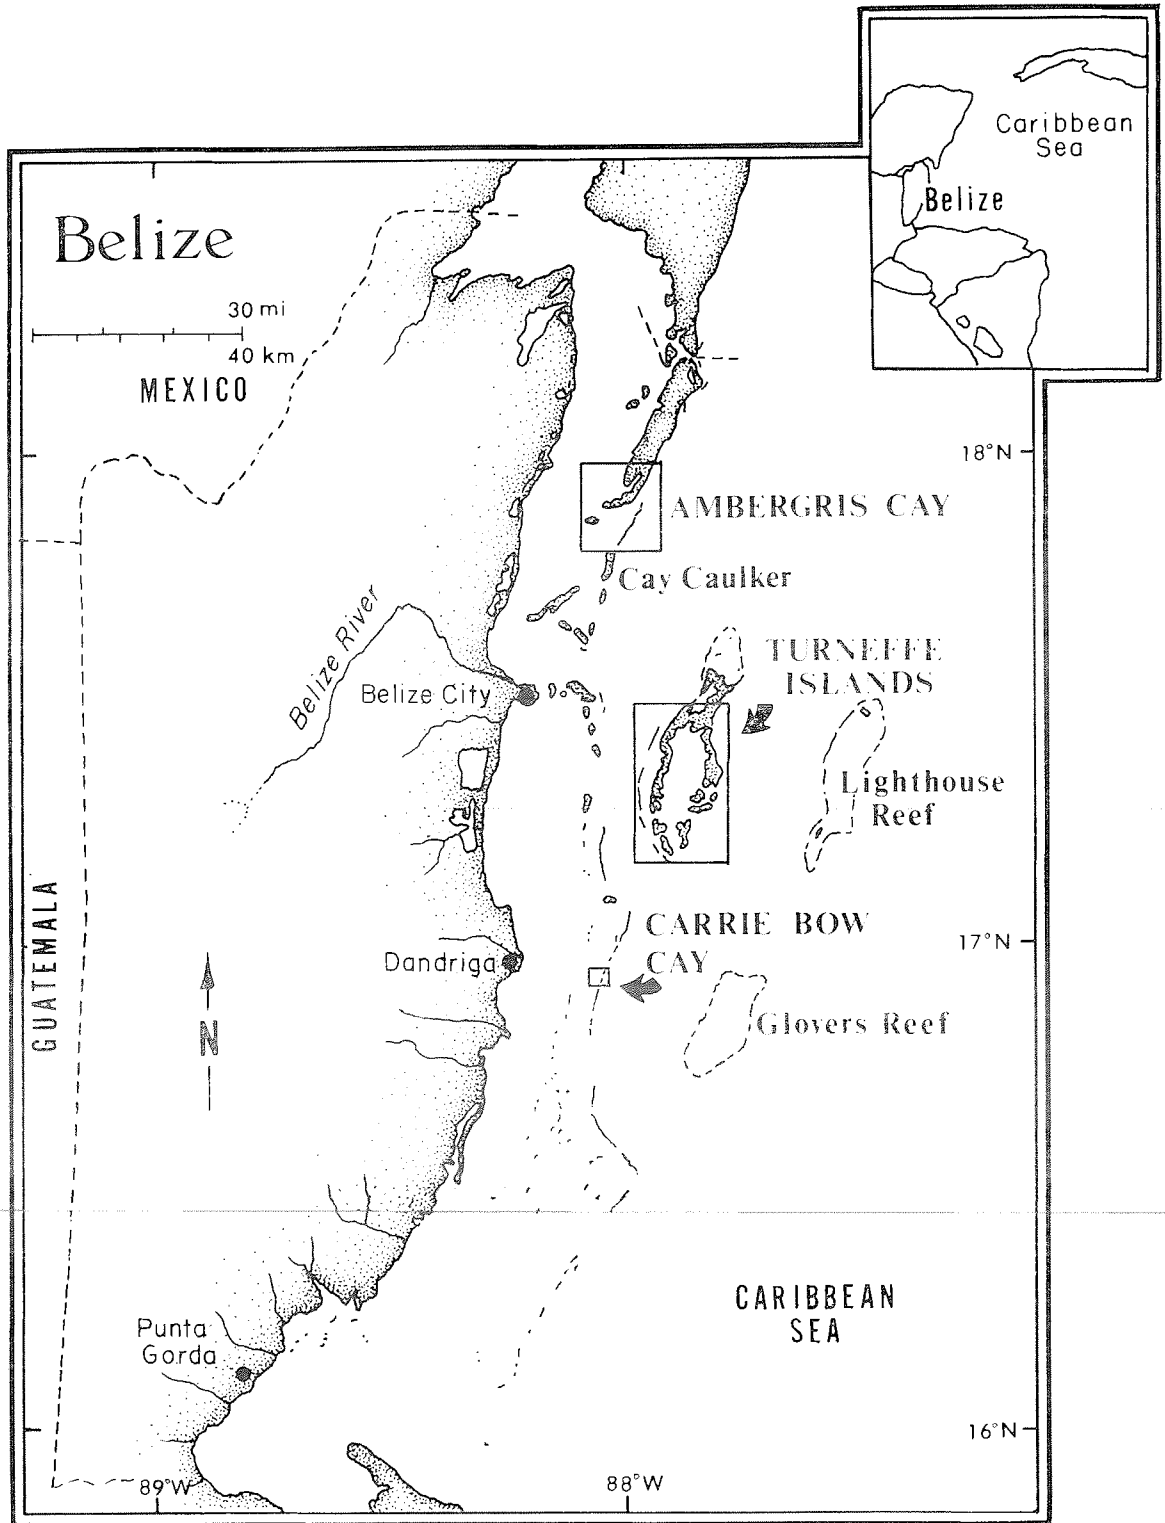 Caribbean
Sea
Belize
Belize
30 mi
40 km
MEXICO
18°N
AMBERGRIS CAY
Cay Caulker
Belize River
TURNEFFE
ISLANDS
Belize City
Lighthouse
Reef
GUATEMALA
CARRIE BOW
CAY
17°N
Dandriga
N
Glovers Reef
CARIBBEAN
SEA
Punta
Gorda
16°N
89°W
88°W